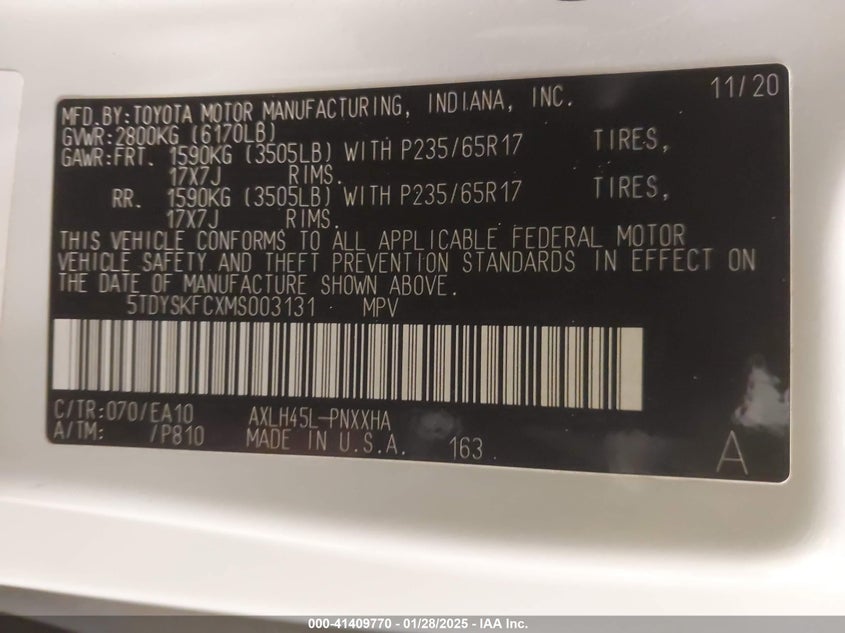 MFD.BY:TOYOTA MOTOR MANUFACTURING, INDIANA, INC. 11/20
GVWR:2800KG (6170LB)
GAWR:FRT. 1590KG (3505LB) WITH P235/65R17 TIRES,
17X7J RIMS.
RR. 1590KG (3505LB) WITH P235/65R17 TIRES,
17X7J RIMS.
THIS VEHICLE CONFORMS TO ALL APPLICABLE FEDERAL MOTOR
VEHICLE SAFETY AND THEFT PREVENTION STANDARDS IN EFFECT ON
THE DATE OF MANUFACTURE SHOWN ABOVE.
5TDYSKFCXMS003131 MPV
C/TR:070/EA10 AXLH45L-PNXXHA
A/TM: /P810 MADE IN U.S.A. 163 A
000-41409770 - 01/28/2025 - IAA Inc.